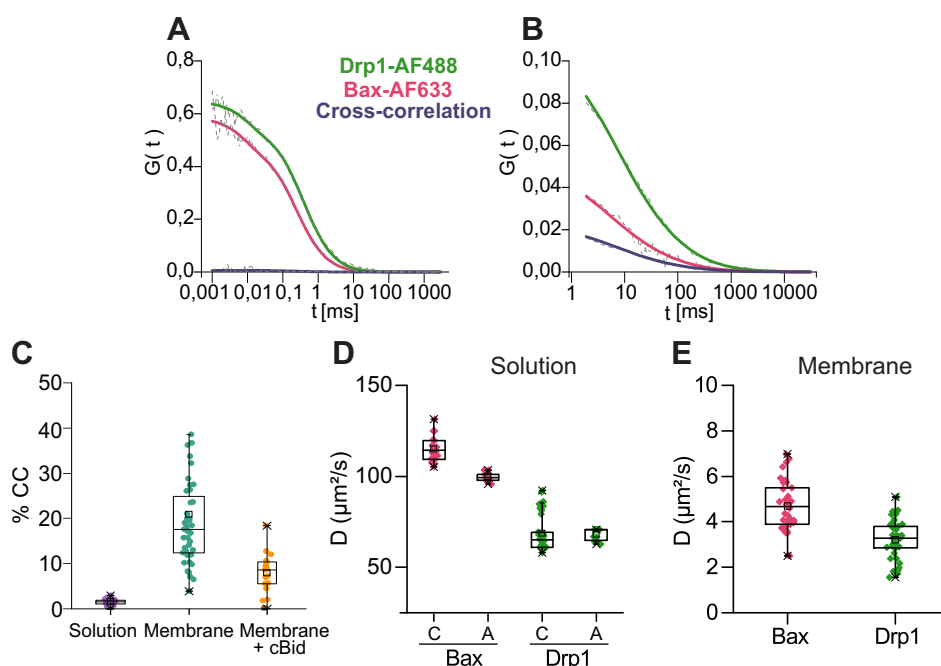 A
B
Drp1-AF488
Bax-AF633
Cross-correlation
G( t )
0,8
0,6
0,4
0,2
0,0
0,001 0,01 0,1 1 10 100 1000
t [ms]
G( t )
0,10
0,08
0,06
0,04
0,02
0,00
1 10 100 1000 10000
t [ms]
C
% CC
50
40
30
20
10
0
Solution Membrane Membrane
+ cBid
D
Solution
D (µm²/s)
150
100
50
C A C A
Bax Drp1
E
Membrane
D (µm²/s)
10
8
6
4
2
0
Bax Drp1